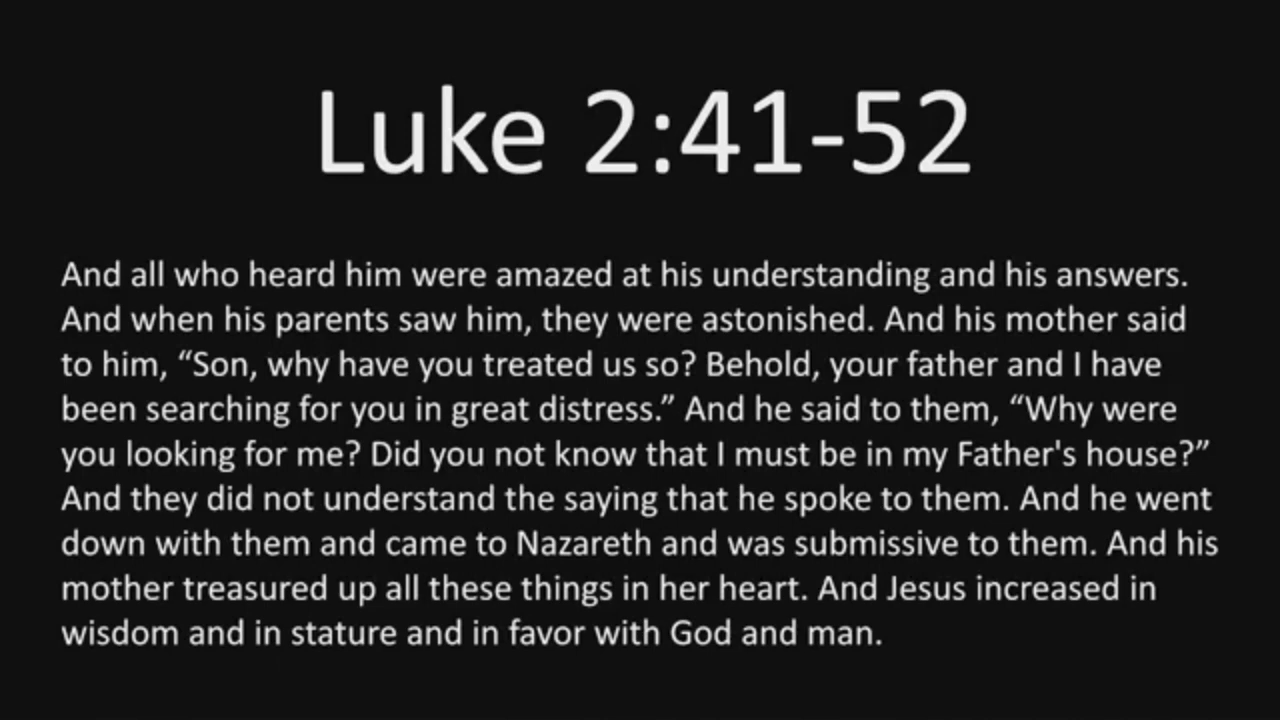 Luke 2:41-52
And all who heard him were amazed at his understanding and his answers.
And when his parents saw him, they were astonished. And his mother said
to him, “Son, why have you treated us so? Behold, your father and I have
been searching for you in great distress.” And he said to them, “Why were
you looking for me? Did you not know that I must be in my Father's house?”
And they did not understand the saying that he spoke to them. And he went
down with them and came to Nazareth and was submissive to them. And his
mother treasured up all these things in her heart. And Jesus increased in
wisdom and in stature and in favor with God and man.